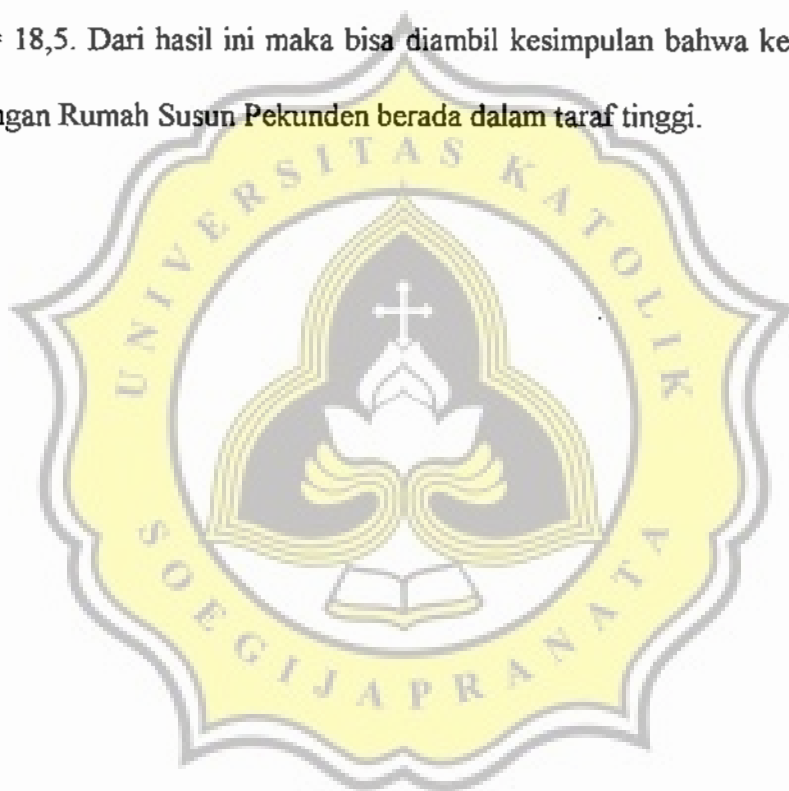 = 18,5. Dari hasil ini maka bisa diambil kesimpulan bahwa ke
ngan Rumah Susun Pekunden berada dalam taraf tinggi.
UNIVERSITAS KATOLIK
SOEGIJAPRANATA